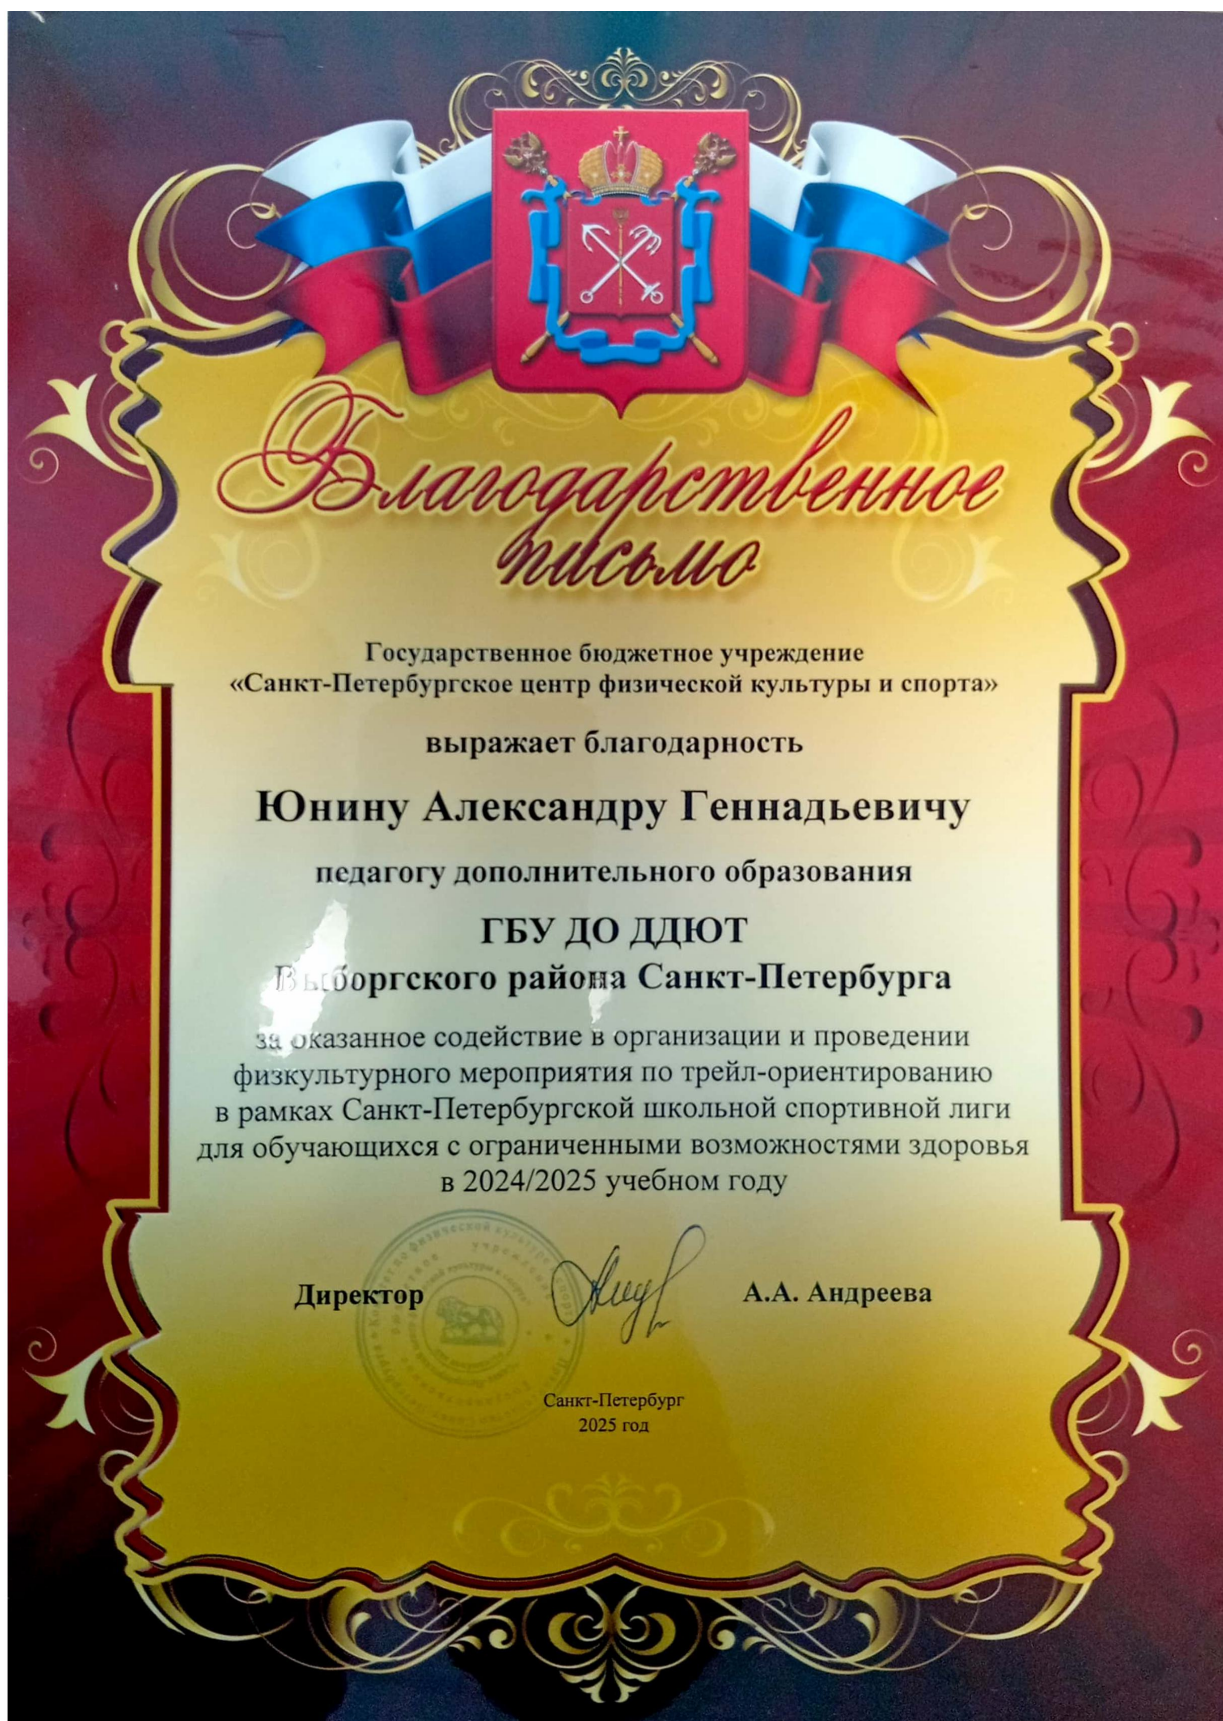 Благодарственное
письмо
Государственное бюджетное учреждение
«Санкт-Петербургское центр физической культуры и спорта»
выражает благодарность
Юнину Александру Геннадьевичу
педагогу дополнительного образования
ГБУ ДО ДДЮТ
Выборгского района Санкт-Петербурга
за оказанное содействие в организации и проведении
физкультурного мероприятия по трейл-ориентированию
в рамках Санкт-Петербургской школьной спортивной лиги
для обучающихся с ограниченными возможностями здоровья
в 2024/2025 учебном году
Директор А.А. Андреева
Санкт-Петербург
2025 год